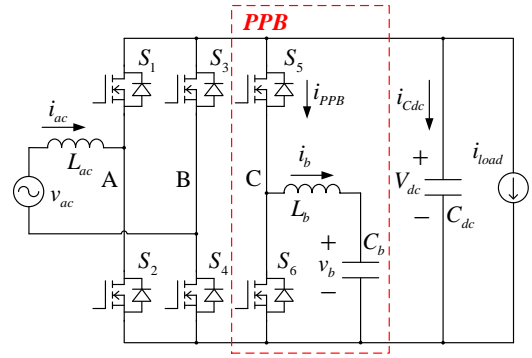 PPB
S1
S3
S5
iac
iPPB
iCdc
Lac
A
B
C
ib
+
Vdc
−
iload
vac
Lb
Cdc
S2
S4
S6
+
vb
−
Cb